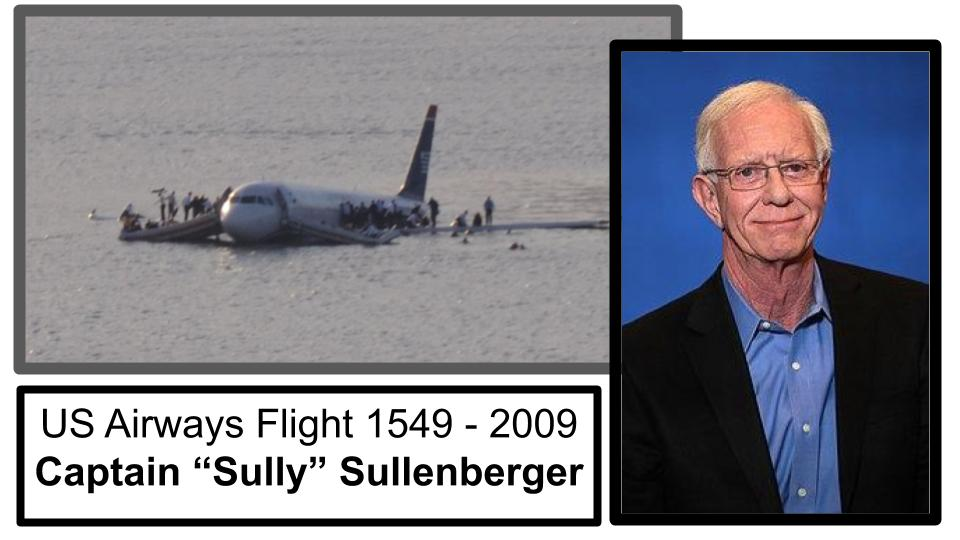 US Airways Flight 1549 - 2009
Captain “Sully” Sullenberger